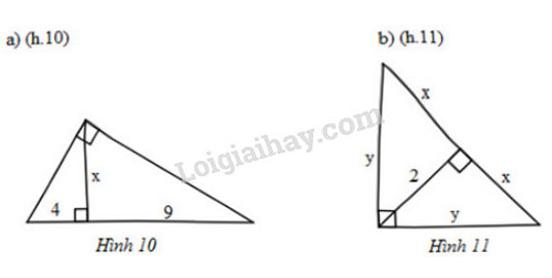 a) (h.10)
x
4
9
Hình 10
b) (h.11)
x
y
2
x
y
Hình 11
Loigiaihay.com